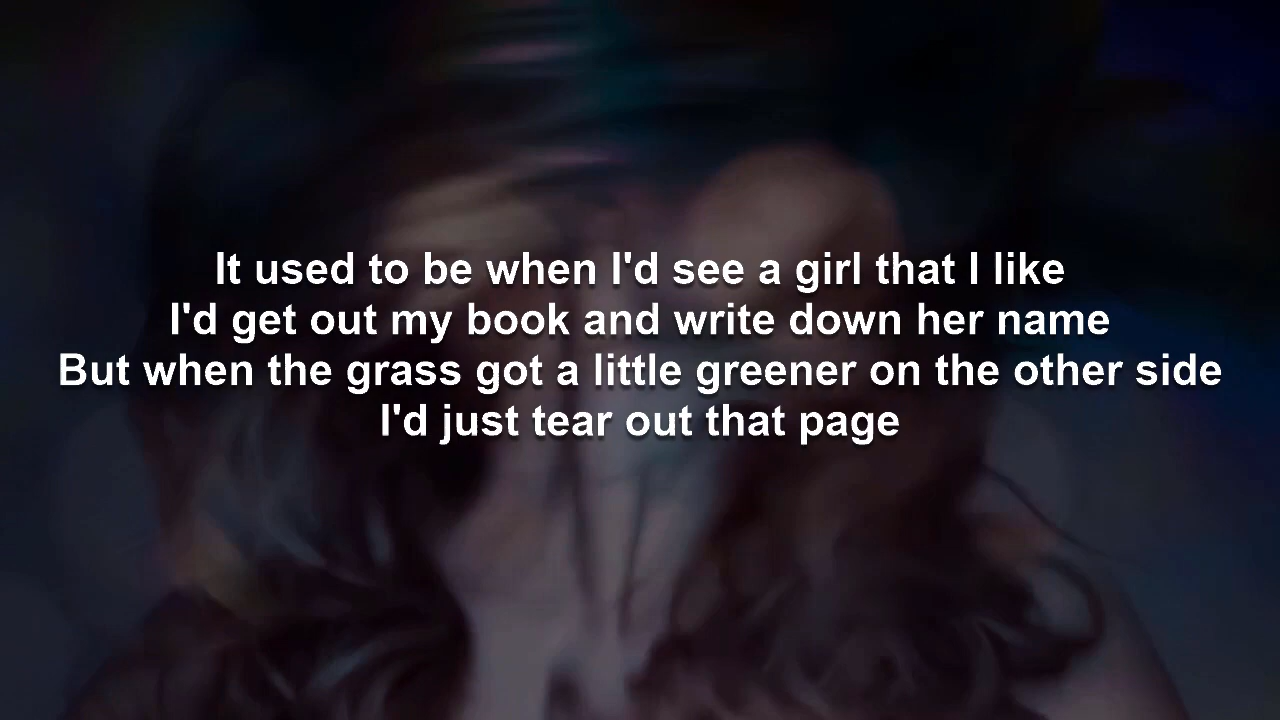 It used to be when I'd see a girl that I like
I'd get out my book and write down her name
But when the grass got a little greener on the other side
I'd just tear out that page